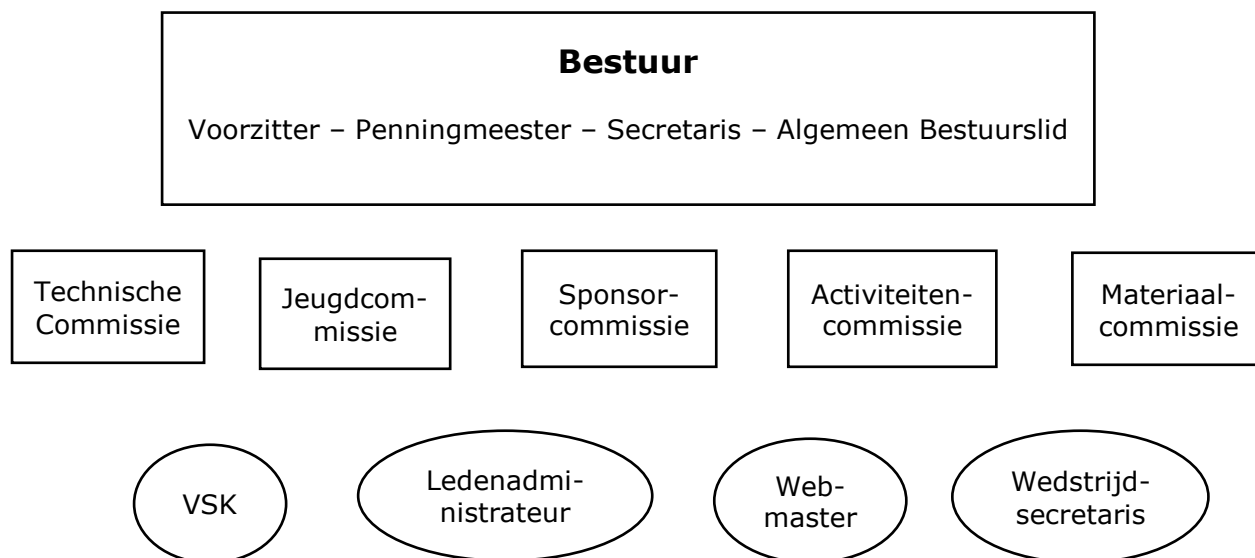 Bestuur
Voorzitter – Penningmeester – Secretaris – Algemeen Bestuurslid
Technische
Commissie
Jeugdcom-
missie
Sponsor-
commissie
Activiteiten-
commissie
Materiaal-
commissie
VSK
Ledenadmi-
nistrateur
Web-
master
Wedstrijd-
secretaris